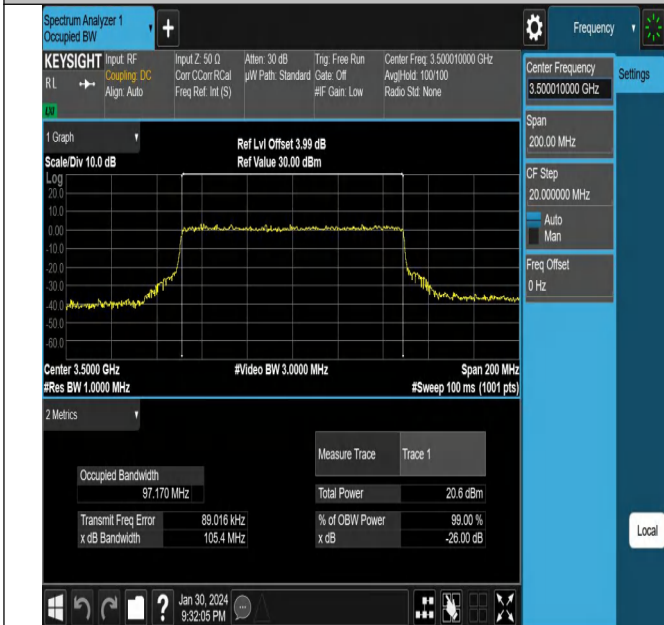 Spectrum Analyzer 1
Occupied BW
Frequency
KEYSIGHT
RL
Input: RF
Coupling: DC
Align: Auto
Input Z: 50 Ω
Corr CCorr RCal
Freq Ref: Int (S)
Atten: 30 dB
µW Path: Standard
Trig: Free Run
Gate: Off
#IF Gain: Low
Center Freq: 3.500010000 GHz
Avg|Hold: 100/100
Radio Std: None
LXI
Center Frequency
3.500010000 GHz
Settings
Span
200.00 MHz
CF Step
20.000000 MHz
Auto
Man
Freq Offset
0 Hz
1 Graph
Scale/Div 10.0 dB
Ref Lvl Offset 3.99 dB
Ref Value 30.00 dBm
Log
20.0
10.0
0.00
-10.0
-20.0
-30.0
-40.0
-50.0
-60.0
Center 3.5000 GHz
#Video BW 3.0000 MHz
Span 200 MHz
#Res BW 1.0000 MHz
#Sweep 100 ms (1001 pts)
2 Metrics
Measure Trace Trace 1
Occupied Bandwidth
97.170 MHz
Total Power 20.6 dBm
Transmit Freq Error 89.016 kHz
% of OBW Power 99.00 %
x dB Bandwidth 105.4 MHz
x dB -26.00 dB
Local
?
Jan 30, 2024
9:32:05 PM